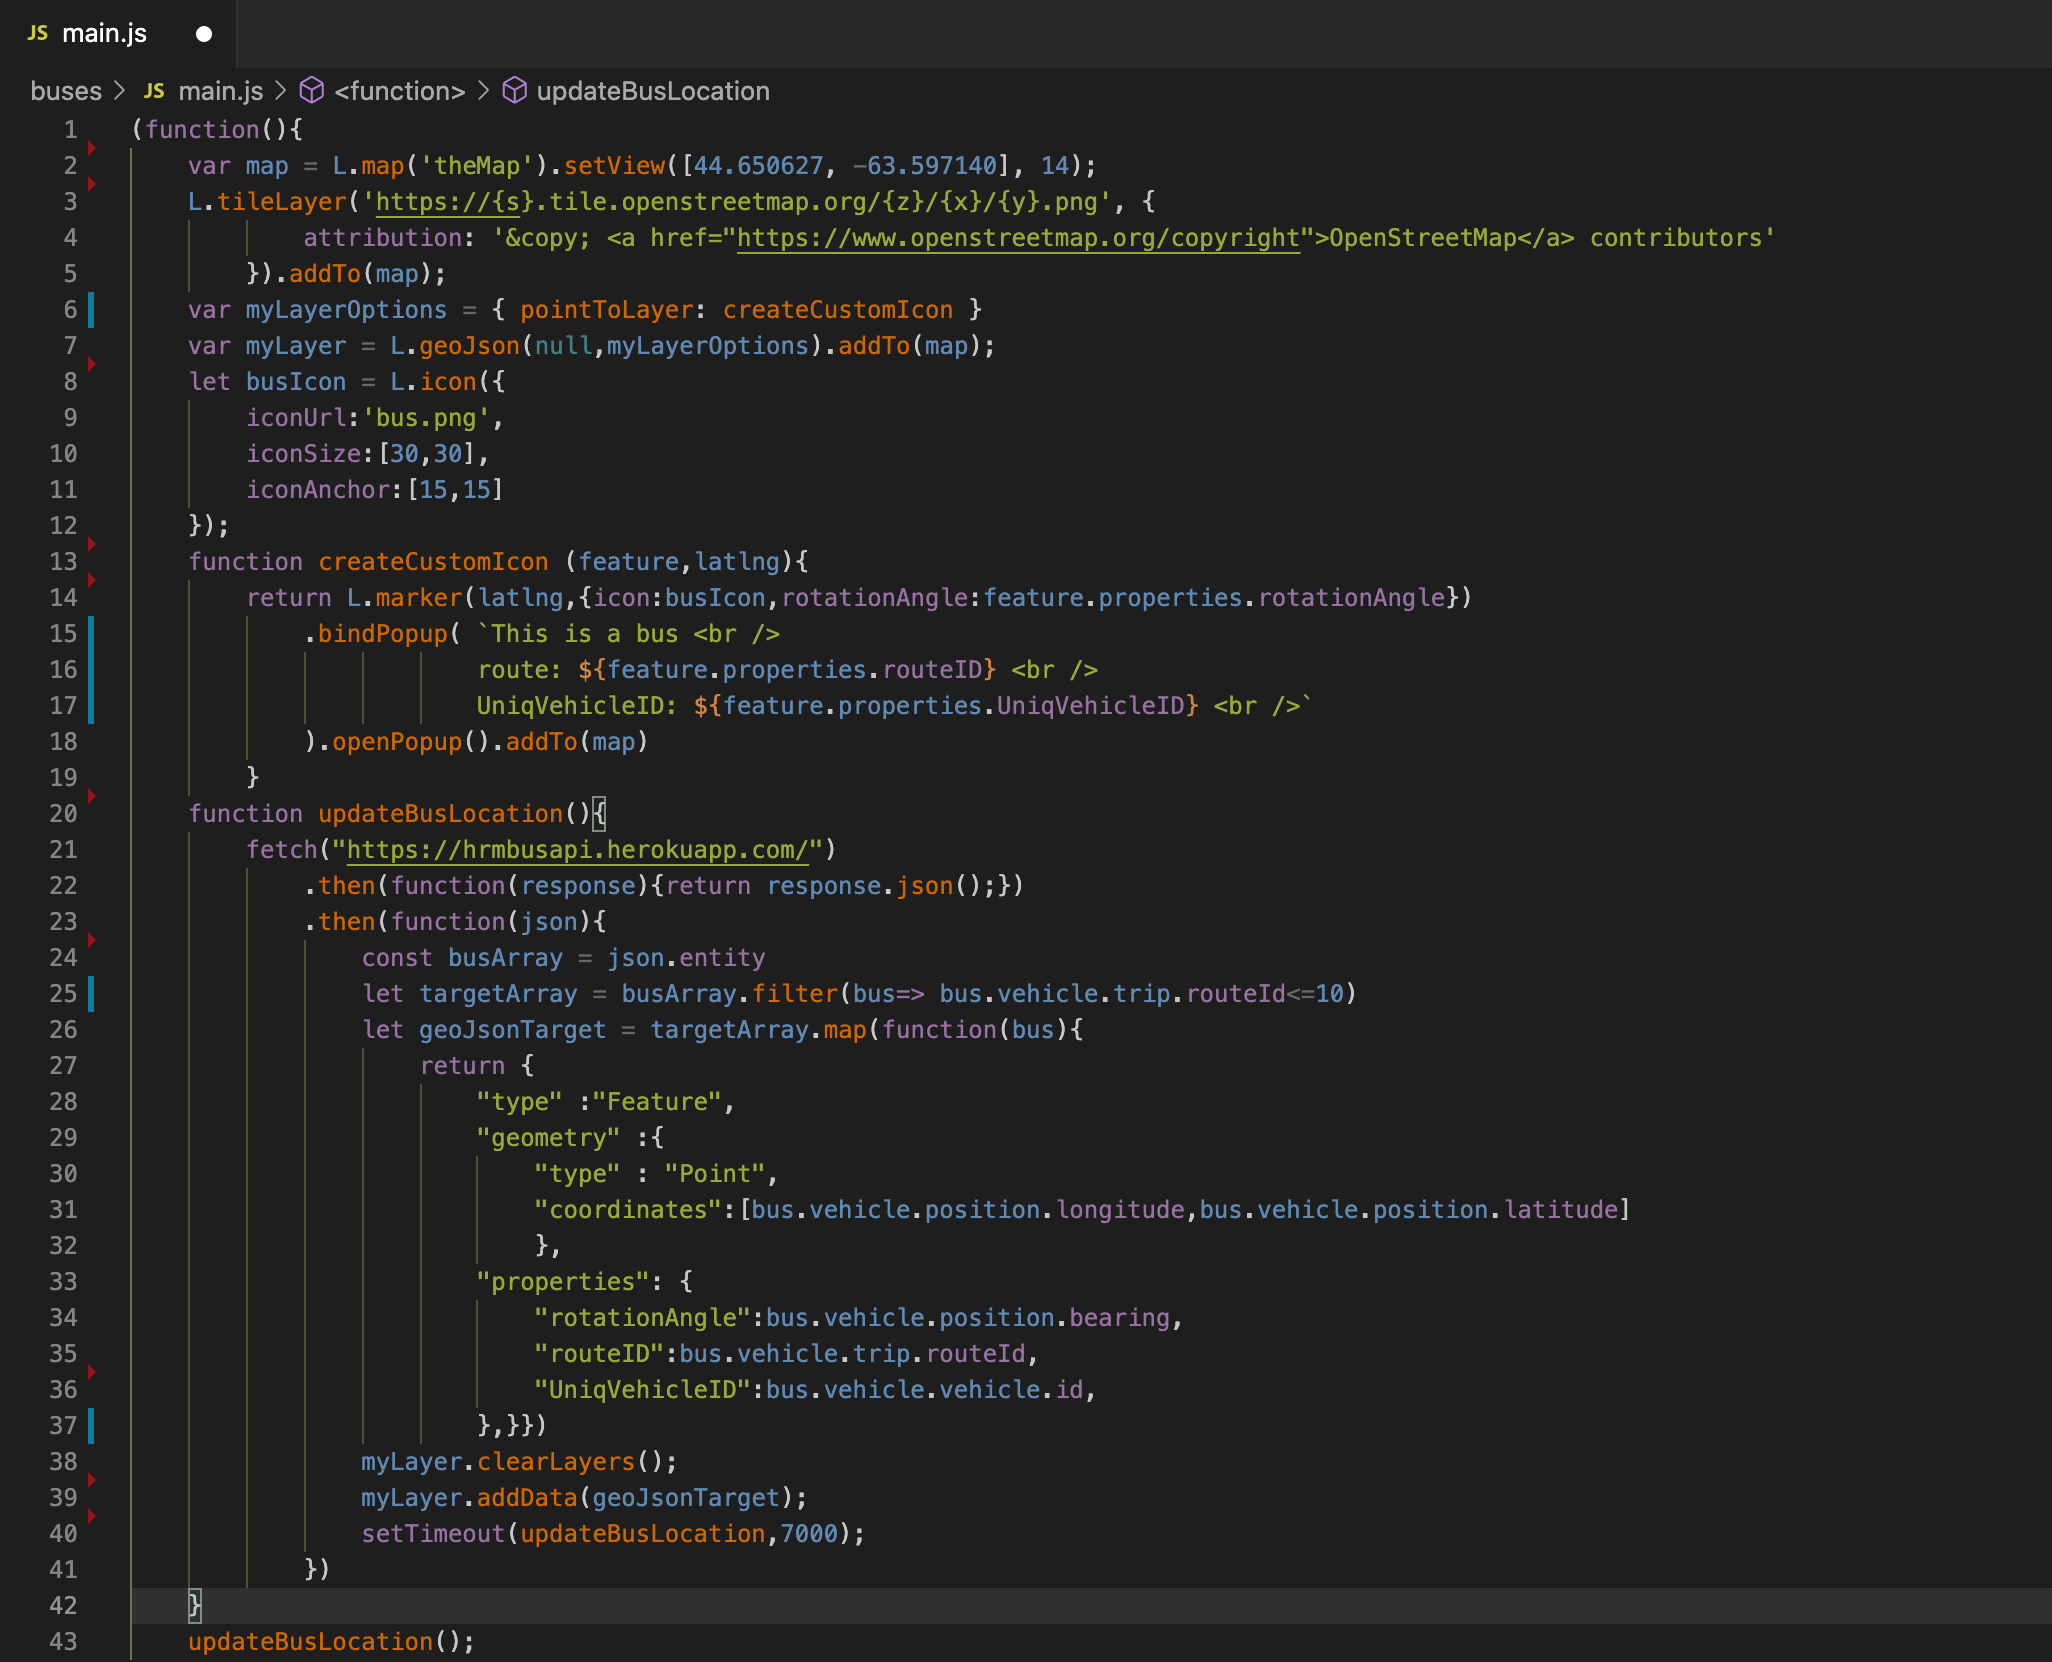 JS main.js
buses > JS main.js > <function> > updateBusLocation
1 (function(){
2     var map = L.map('theMap').setView([44.650627, -63.597140], 14);
3     L.tileLayer('https://{s}.tile.openstreetmap.org/{z}/{x}/{y}.png', {
4             attribution: '&copy; <a href="https://www.openstreetmap.org/copyright">OpenStreetMap</a> contributors'
5         }).addTo(map);
6     var myLayerOptions = { pointToLayer: createCustomIcon }
7     var myLayer = L.geoJson(null,myLayerOptions).addTo(map);
8     let busIcon = L.icon({
9         iconUrl:'bus.png',
10         iconSize:[30,30],
11         iconAnchor:[15,15]
12     });
13     function createCustomIcon (feature,latlng){
14         return L.marker(latlng,{icon:busIcon,rotationAngle:feature.properties.rotationAngle})
15             .bindPopup( `This is a bus <br />
16                         route: ${feature.properties.routeID} <br />
17                         UniqVehicleID: ${feature.properties.UniqVehicleID} <br />`
18             ).openPopup().addTo(map)
19         }
20     function updateBusLocation(){
21         fetch("https://hrmbusapi.herokuapp.com/")
22             .then(function(response){return response.json();})
23             .then(function(json){
24                 const busArray = json.entity
25                 let targetArray = busArray.filter(bus=> bus.vehicle.trip.routeId<=10)
26                 let geoJsonTarget = targetArray.map(function(bus){
27                     return {
28                         "type" :"Feature",
29                         "geometry" :{
30                             "type" : "Point",
31                             "coordinates":[bus.vehicle.position.longitude,bus.vehicle.position.latitude]
32                             },
33                         "properties": {
34                             "rotationAngle":bus.vehicle.position.bearing,
35                             "routeID":bus.vehicle.trip.routeId,
36                             "UniqVehicleID":bus.vehicle.vehicle.id,
37                         },}})
38                 myLayer.clearLayers();
39                 myLayer.addData(geoJsonTarget);
40                 setTimeout(updateBusLocation,7000);
41             })
42     }
43     updateBusLocation();